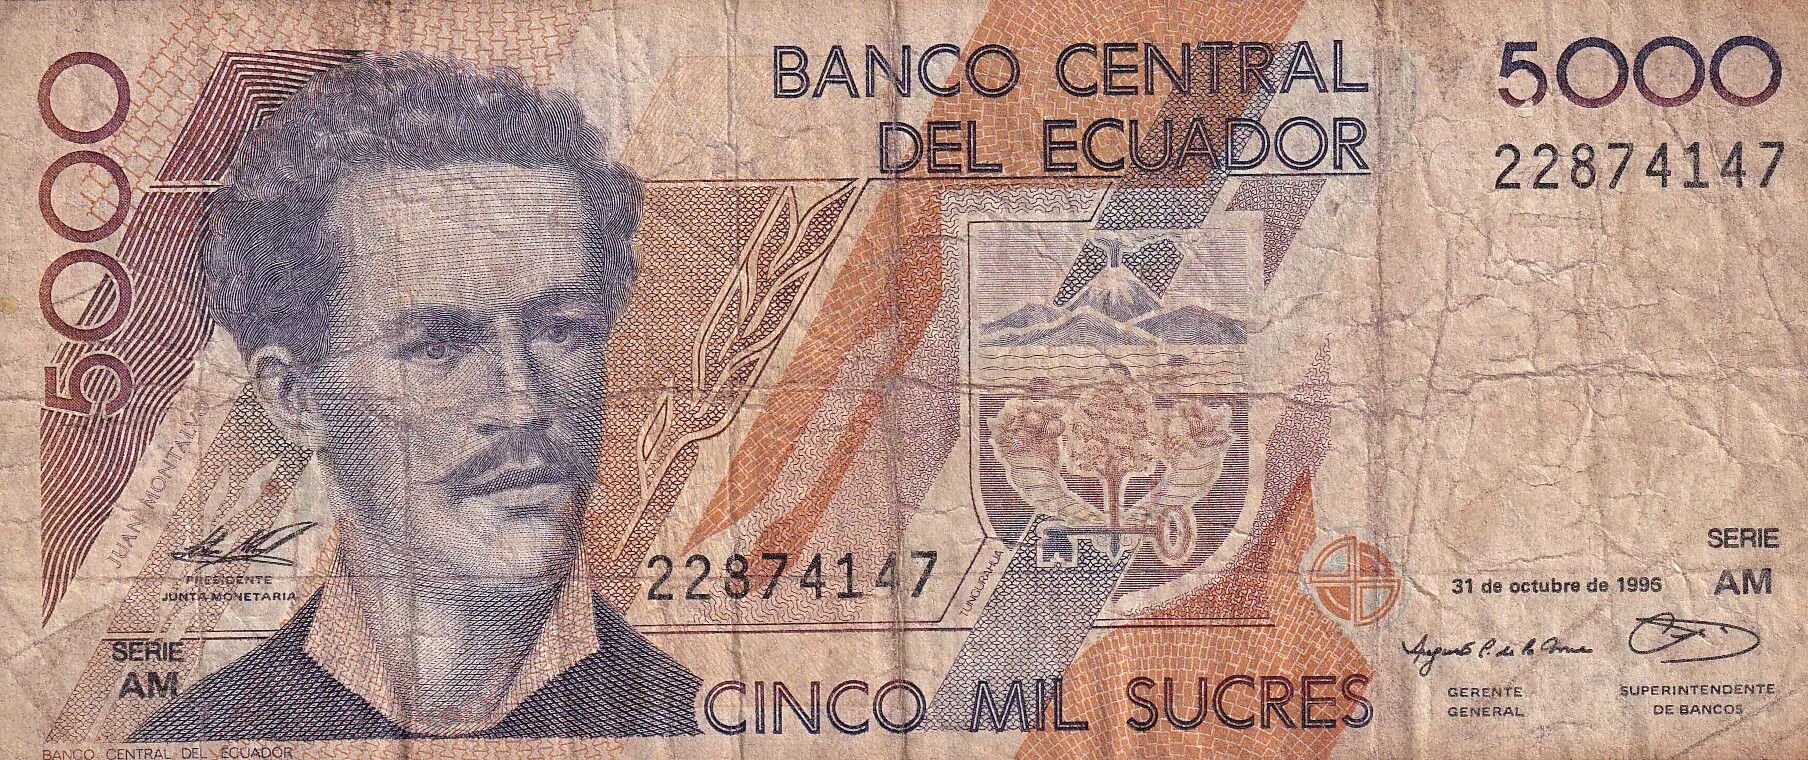 5000
BANCO CENTRAL
DEL ECUADOR
5000
22874147
JUAN MONTALVO
PRESIDENTE
JUNTA MONETARIA
SERIE
AM
22874147
TUNGURAHUA
SERIE
AM
31 de octubre de 1996
GERENTE
GENERAL
SUPERINTENDENTE
DE BANCOS
CINCO MIL SUCRES
BANCO CENTRAL DEL ECUADOR